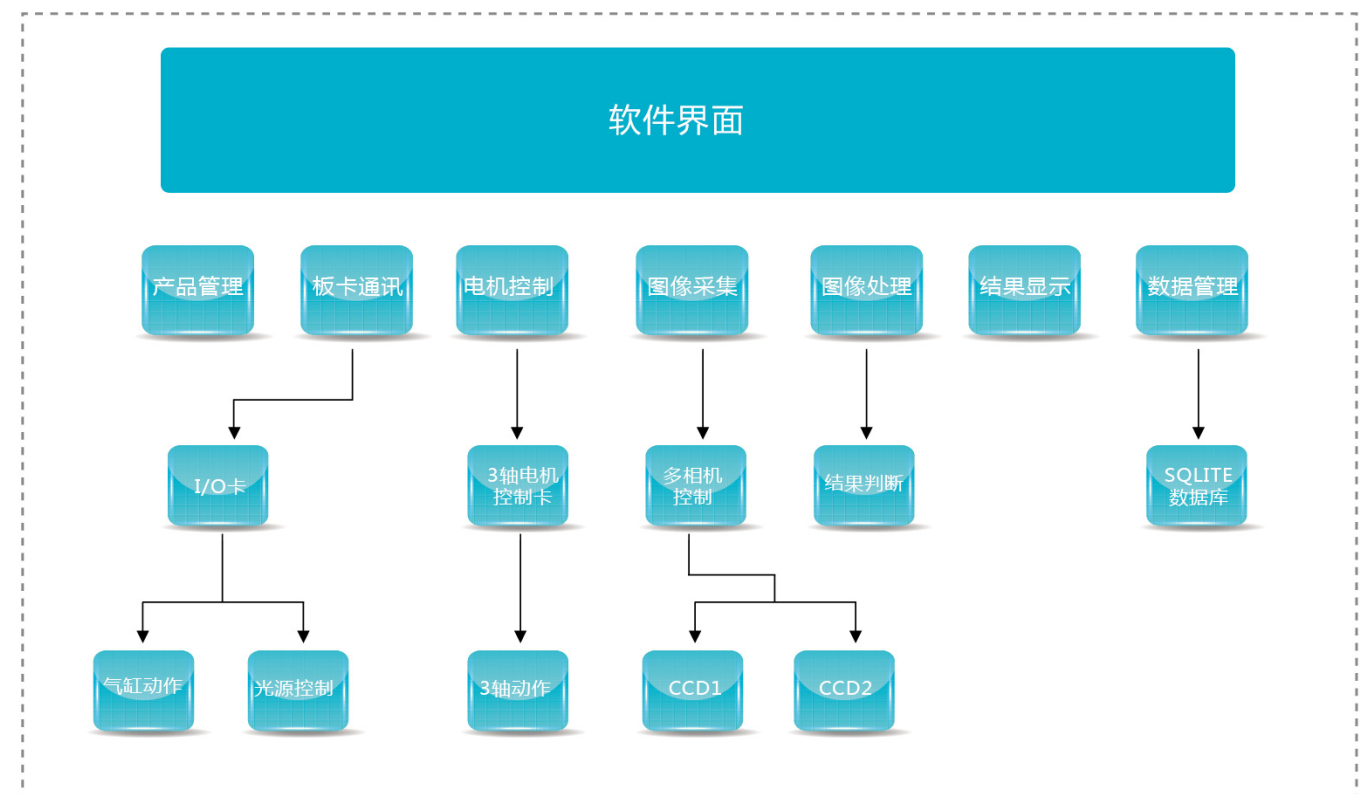 软件界面
产品管理
板卡通讯
电机控制
图像采集
图像处理
结果显示
数据管理
I/O卡
3轴电机
控制卡
多相机
控制
结果判断
SQLITE
数据库
气缸动作
光源控制
3轴动作
CCD1
CCD2